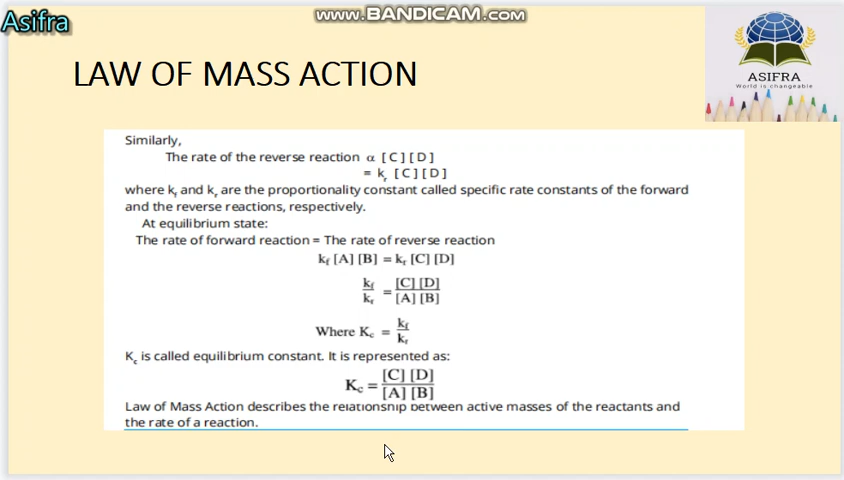 Asifra
www.BANDICAM.com
LAW OF MASS ACTION
ASIFRA
World is changeable
Similarly,
The rate of the reverse reaction α [ C ] [ D ]
= kr [ C ] [ D ]
where kf and kr are the proportionality constant called specific rate constants of the forward
and the reverse reactions, respectively.
At equilibrium state:
The rate of forward reaction = The rate of reverse reaction
kf [A] [B] = kr [C] [D]
kf/kr = [C] [D]/[A] [B]
Where Kc = kf/kr
Kc is called equilibrium constant. It is represented as:
Kc = [C] [D]/[A] [B]
Law of Mass Action describes the relationship between active masses of the reactants and
the rate of a reaction.